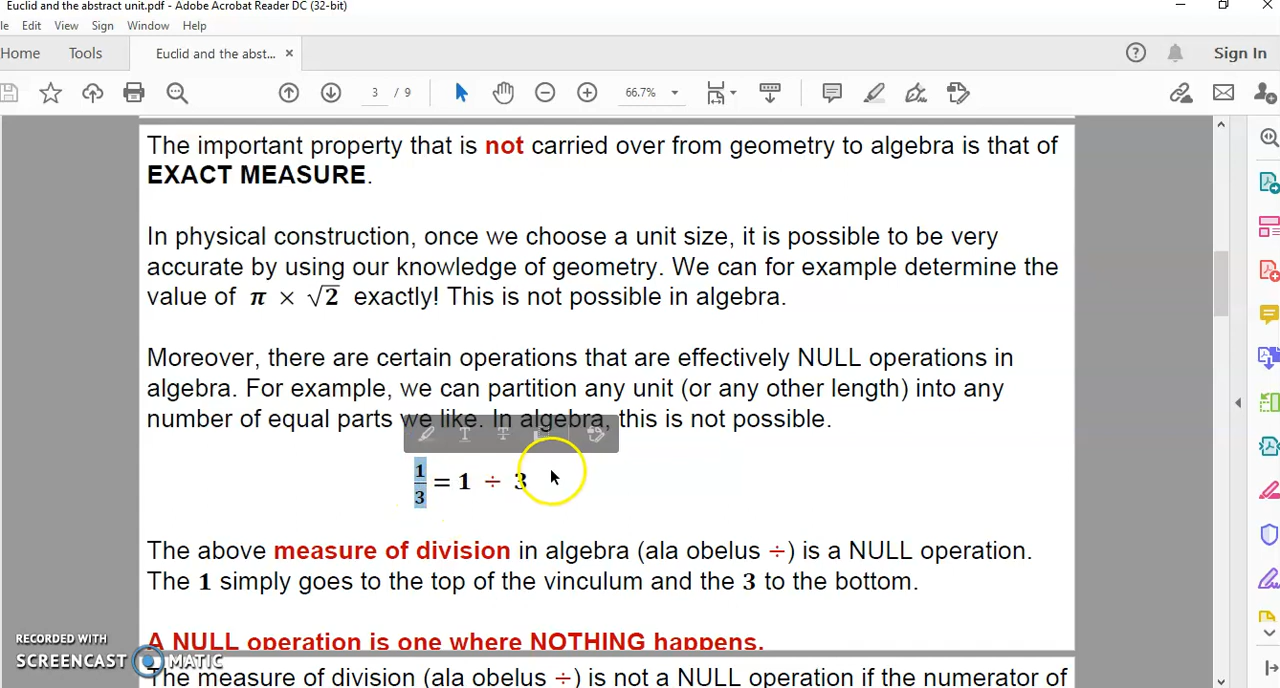 Euclid and the abstract unit.pdf - Adobe Acrobat Reader DC (32-bit)
le Edit View Sign Window Help
Home Tools Euclid and the abst... × Sign In
3 / 9 66.7%
The important property that is not carried over from geometry to algebra is that of
EXACT MEASURE.
In physical construction, once we choose a unit size, it is possible to be very
accurate by using our knowledge of geometry. We can for example determine the
value of π × √2 exactly! This is not possible in algebra.
Moreover, there are certain operations that are effectively NULL operations in
algebra. For example, we can partition any unit (or any other length) into any
number of equal parts we like. In algebra, this is not possible.
1/3 = 1 ÷ 3
The above measure of division in algebra (ala obelus ÷) is a NULL operation.
The 1 simply goes to the top of the vinculum and the 3 to the bottom.
A NULL operation is one where NOTHING happens.
The measure of division (ala obelus ÷) is not a NULL operation if the numerator of
RECORDED WITH
SCREENCAST MATIC